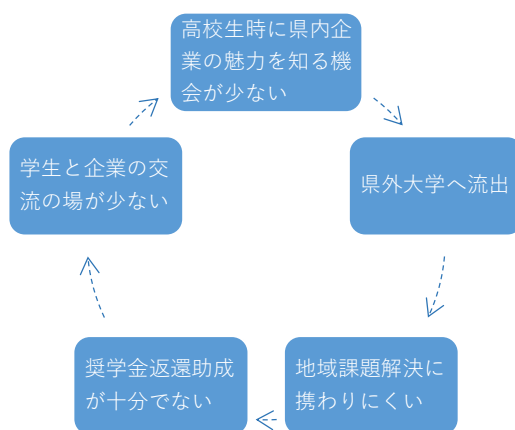 高校生時に県内企
業の魅力を知る機
会が少ない
県外大学へ流出
地域課題解決に
携わりにくい
奨学金返還助成
が十分でない
学生と企業の交
流の場が少ない